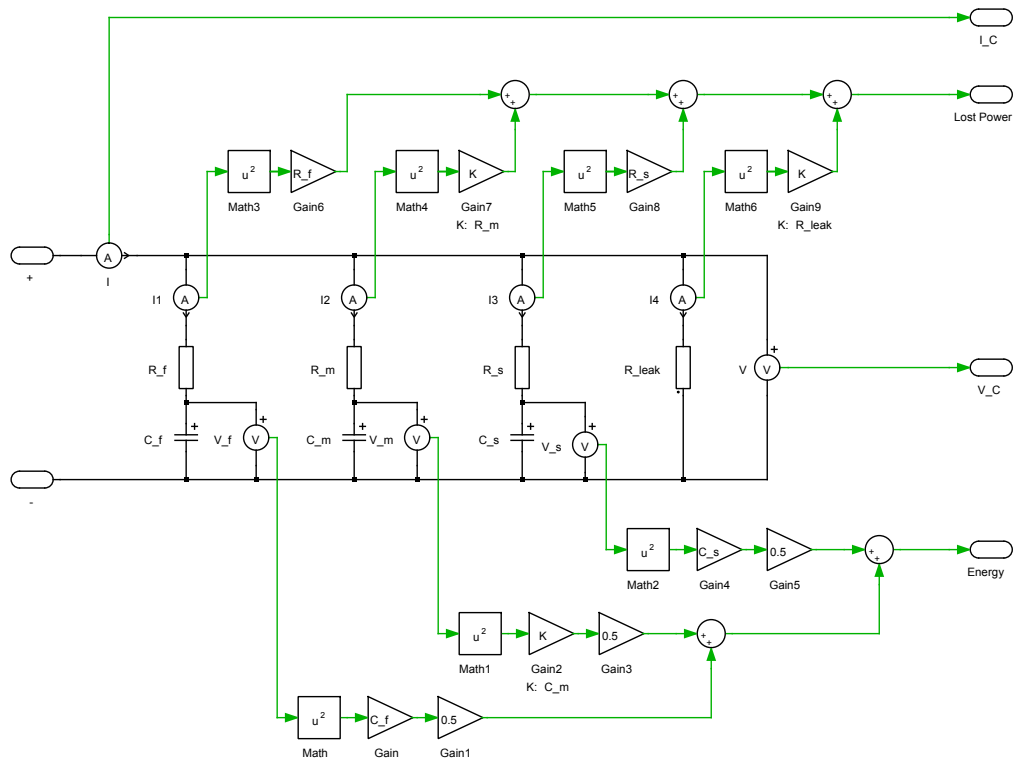 I_C
+
+
+
+
+
+
Lost Power
u²
R_f
u²
K
u²
R_s
u²
K
Math3
Gain6
Math4
Gain7
Math5
Gain8
Math6
Gain9
K: R_m
K: R_leak
A
+
I
I1
A
I2
A
I3
A
I4
A
+
R_f
R_m
R_s
R_leak
V
V
V_C
+
+
+
+
+
+
C_f
V_f
V
C_m
V_m
V
C_s
V_s
V
-
u²
C_s
0.5
+
+
Math2
Gain4
Gain5
Energy
u²
K
0.5
+
+
Math1
Gain2
Gain3
K: C_m
u²
C_f
0.5
Math
Gain
Gain1